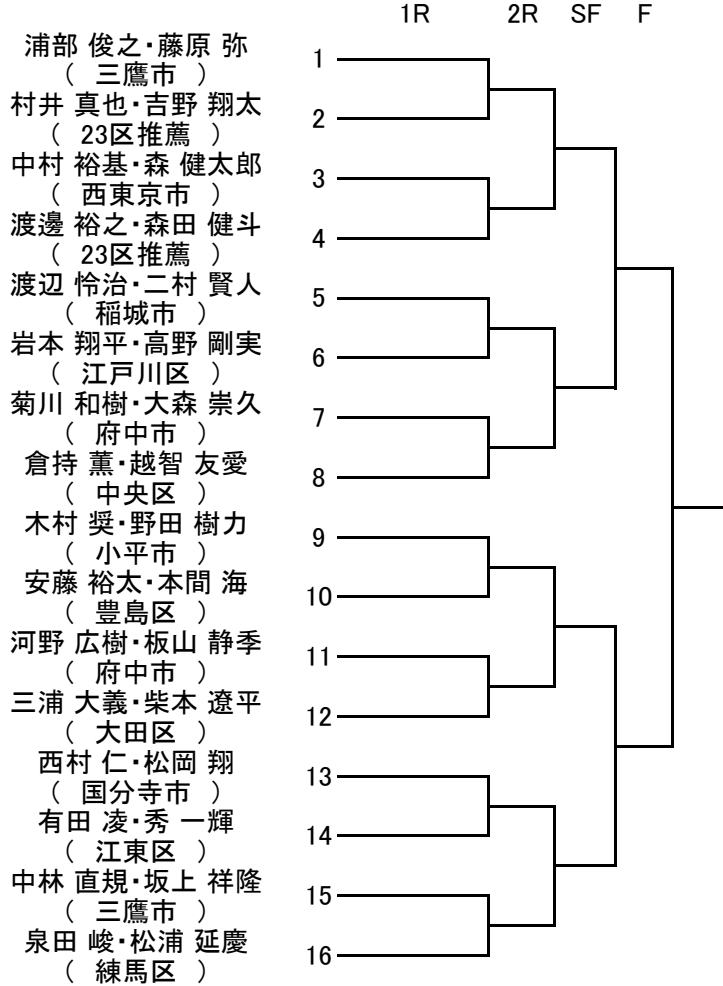 1R 2R SF F
浦部 俊之・藤原 弥
( 三鷹市 )
1
村井 真也・吉野 翔太
( 23区推薦 )
2
中村 裕基・森 健太郎
( 西東京市 )
3
渡邊 裕之・森田 健斗
( 23区推薦 )
4
渡辺 怜治・二村 賢人
( 稲城市 )
5
岩本 翔平・高野 剛実
( 江戸川区 )
6
菊川 和樹・大森 崇久
( 府中市 )
7
倉持 薫・越智 友愛
( 中央区 )
8
木村 奨・野田 樹力
( 小平市 )
9
安藤 裕太・本間 海
( 豊島区 )
10
河野 広樹・板山 静季
( 府中市 )
11
三浦 大義・柴本 遼平
( 大田区 )
12
西村 仁・松岡 翔
( 国分寺市 )
13
有田 凌・秀 一輝
( 江東区 )
14
中林 直規・坂上 祥隆
( 三鷹市 )
15
泉田 峻・松浦 延慶
( 練馬区 )
16